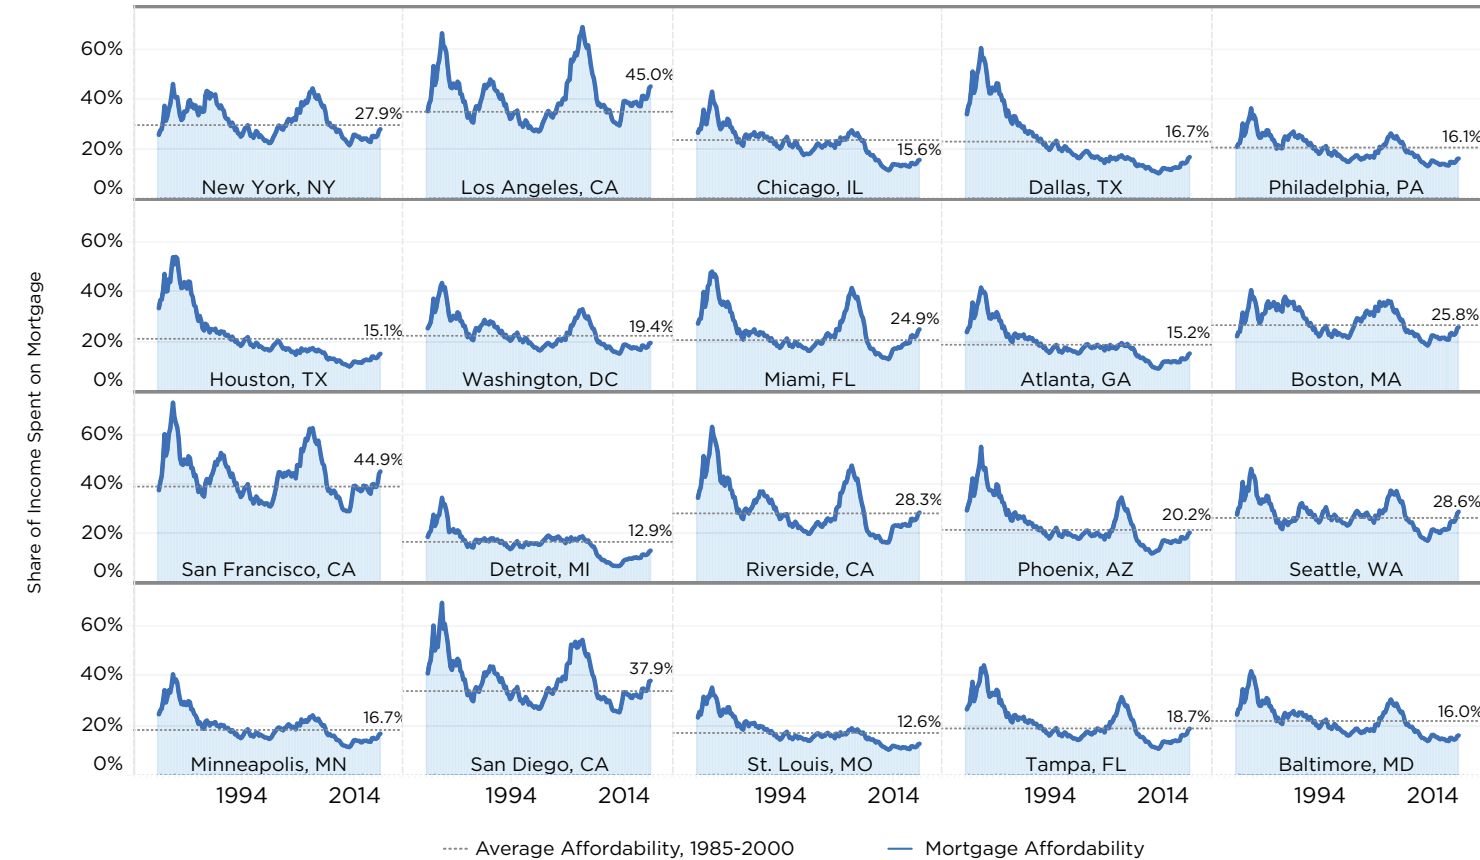 Share of Income Spent on Mortgage
60%
40%
20%
0%
27.9%
New York, NY
45.0%
Los Angeles, CA
15.6%
Chicago, IL
16.7%
Dallas, TX
16.1%
Philadelphia, PA
60%
40%
20%
0%
15.1%
Houston, TX
19.4%
Washington, DC
24.9%
Miami, FL
15.2%
Atlanta, GA
25.8%
Boston, MA
60%
40%
20%
0%
44.9%
San Francisco, CA
12.9%
Detroit, MI
28.3%
Riverside, CA
20.2%
Phoenix, AZ
28.6%
Seattle, WA
60%
40%
20%
0%
16.7%
Minneapolis, MN
37.9%
San Diego, CA
12.6%
St. Louis, MO
18.7%
Tampa, FL
16.0%
Baltimore, MD
1994 2014 1994 2014 1994 2014 1994 2014 1994 2014
Average Affordability, 1985-2000 Mortgage Affordability